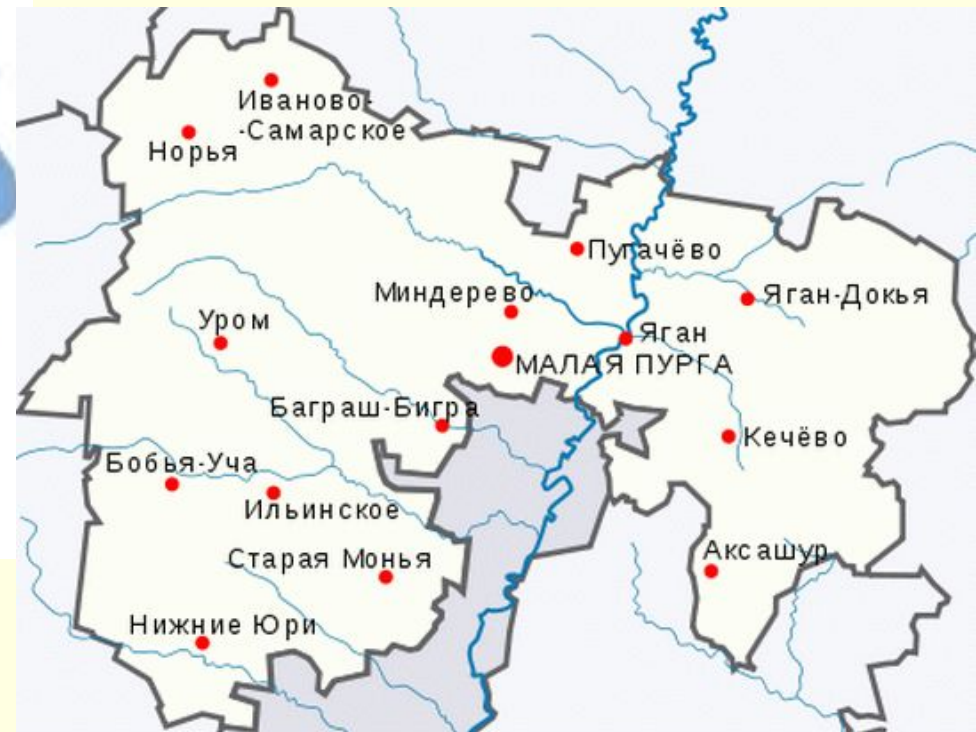 Иваново-
-Самарское
Норья
Пугачёво
Миндерево
Яган-Докья
Уром
Яган
МАЛАЯ ПУРГА
Баграш-Бигра
Кечёво
Бобья-Уча
Ильинское
Аксашур
Старая Монья
Нижние Юри